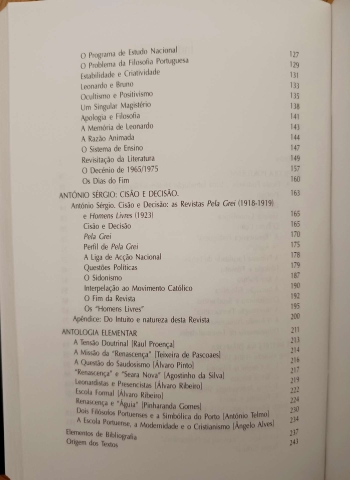 O Programa de Estudo Nacional 127
O Problema da Filosofia Portuguesa 129
Estabilidade e Criatividade 131
Leonardo e Bruno 133
Ocultismo e Positivismo 135
Um Singular Magistério 138
Apologia e Filosofia 141
A Memória de Leonardo 143
A Razão Animada 144
O Sistema de Ensino 147
Revisitação da Literatura 149
O Decénio de 1965/1975 157
Os Dias do Fim 160
ANTÓNIO SÉRGIO: CISÃO E DECISÃO. 163
António Sérgio, Cisão e Decisão: as Revistas Pela Grei (1918-1919)
e Homens Livres (1923) 165
Cisão e Decisão 165
Pela Grei 170
Perfil de Pela Grei 175
A Liga de Acção Nacional 178
Questões Políticas 179
O Sidonismo 187
Interpelação ao Movimento Católico 190
O Fim da Revista 192
Os "Homens Livres" 195
Apêndice: Do Intuito e natureza desta Revista 200
ANTOLOGIA ELEMENTAR 211
A Tensão Doutrinal [Raul Proença] 213
A Missão da "Renascença" [Teixeira de Pascoaes] 214
A Questão do Saudosismo [Álvaro Pinto] 216
"Renascença" e "Seara Nova" [Agostinho da Silva] 217
Leonardistas e Presencistas [Álvaro Ribeiro] 219
Escola Formal [Álvaro Ribeiro] 222
Renascença e "Águia" [Pinharanda Gomes] 224
Dois Filósofos Portuenses e a Simbólica do Porto [António Telmo] 230
A Escola Portuense, a Modernidade e o Cristianismo [Ângelo Alves] 234
Elementos de Bibliografia 237
Origem dos Textos 241